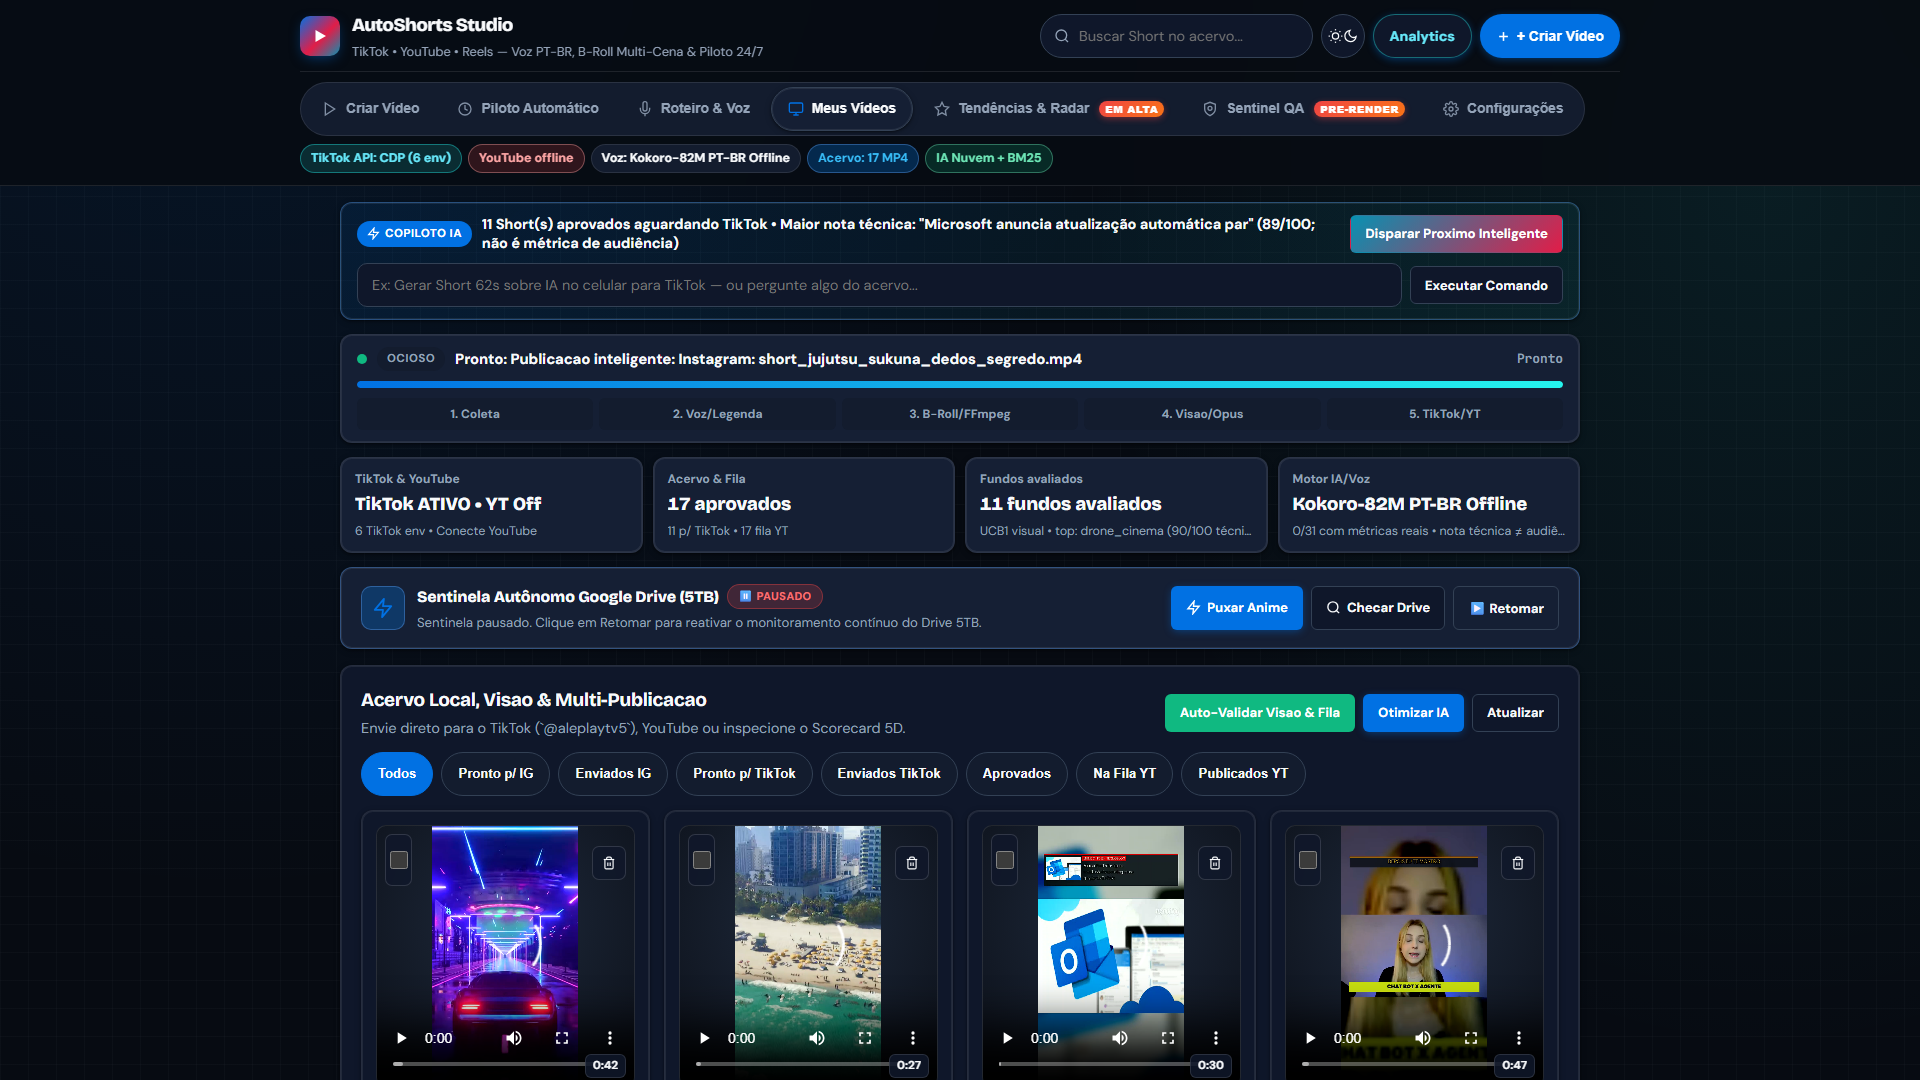 AutoShorts Studio
TikTok • YouTube • Reels — Voz PT-BR, B-Roll Multi-Cena & Piloto 24/7
Buscar Short no acervo...
Analytics
+ + Criar Vídeo
Criar Vídeo
Piloto Automático
Roteiro & Voz
Meus Vídeos
Tendências & Radar EM ALTA
Sentinel QA PRE-RENDER
Configurações
TikTok API: CDP (6 env)
YouTube offline
Voz: Kokoro-82M PT-BR Offline
Acervo: 17 MP4
IA Nuvem + BM25
COPILOTO IA
11 Short(s) aprovados aguardando TikTok • Maior nota técnica: "Microsoft anuncia atualização automática par" (89/100;
não é métrica de audiência)
Disparar Proximo Inteligente
Ex: Gerar Short 62s sobre IA no celular para TikTok — ou pergunte algo do acervo...
Executar Comando
OCIOSO
Pronto: Publicacao inteligente: Instagram: short_jujutsu_sukuna_dedos_segredo.mp4
Pronto
1. Coleta
2. Voz/Legenda
3. B-Roll/FFmpeg
4. Visao/Opus
5. TikTok/YT
TikTok & YouTube
TikTok ATIVO • YT Off
6 TikTok env • Conecte YouTube
Acervo & Fila
17 aprovados
11 p/ TikTok • 17 fila YT
Fundos avaliados
11 fundos avaliados
UCB1 visual • top: drone_cinema (90/100 técni...
Motor IA/Voz
Kokoro-82M PT-BR Offline
0/31 com métricas reais • nota técnica ≠ audiê...
Sentinela Autônomo Google Drive (5TB)
PAUSADO
Sentinela pausado. Clique em Retomar para reativar o monitoramento contínuo do Drive 5TB.
Puxar Anime
Checar Drive
Retomar
Acervo Local, Visao & Multi-Publicacao
Envie direto para o TikTok (`@aleplaytv5`), YouTube ou inspecione o Scorecard 5D.
Auto-Validar Visao & Fila
Otimizar IA
Atualizar
Todos
Pronto p/ IG
Enviados IG
Pronto p/ TikTok
Enviados TikTok
Aprovados
Na Fila YT
Publicados YT
CHAT BOT X AGENTE
0:00
0:42
0:00
0:27
0:00
0:30
0:00
0:47